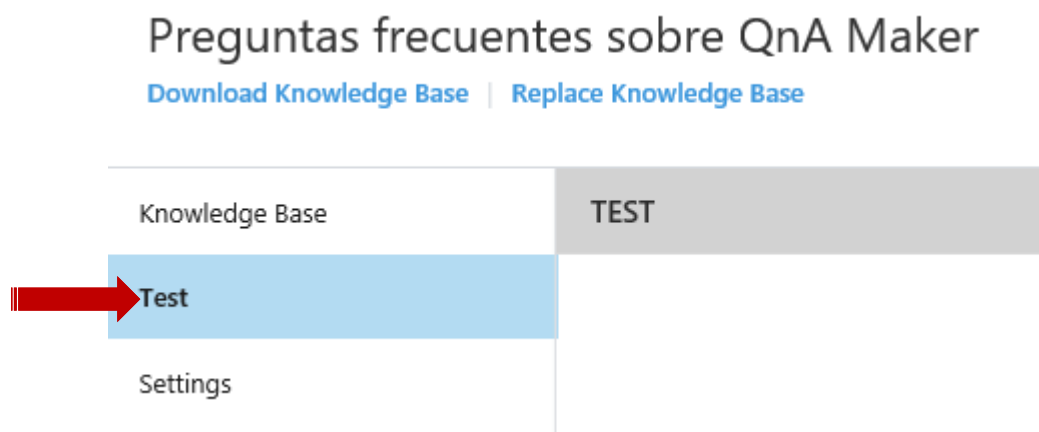 Preguntas frecuentes sobre QnA Maker
Download Knowledge Base | Replace Knowledge Base
Knowledge Base
TEST
Test
Settings